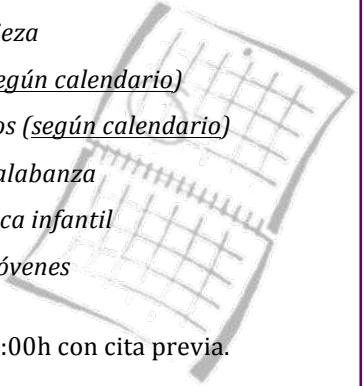 eza
egún calendario)
os (según calendario)
alabanza
ca infantil
óvenes
:00h con cita previa.